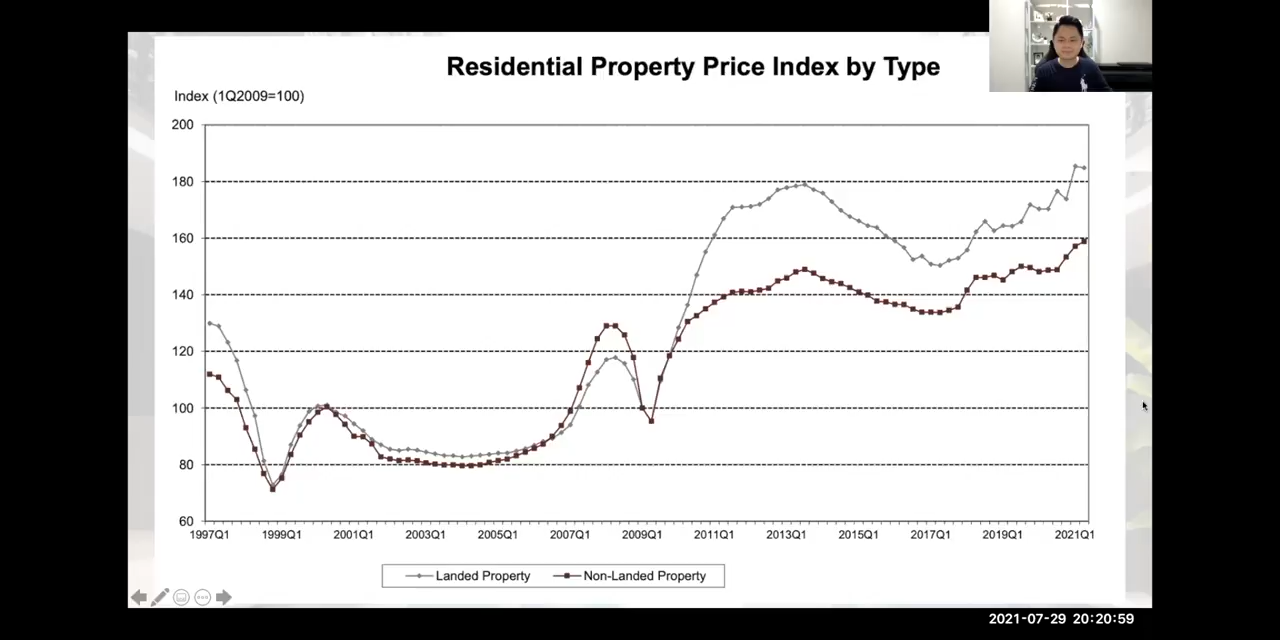 Residential Property Price Index by Type
Index (1Q2009=100)
200
180
160
140
120
100
80
60
1997Q1 1999Q1 2001Q1 2003Q1 2005Q1 2007Q1 2009Q1 2011Q1 2013Q1 2015Q1 2017Q1 2019Q1 2021Q1
Landed Property Non-Landed Property
2021-07-29 20:20:59